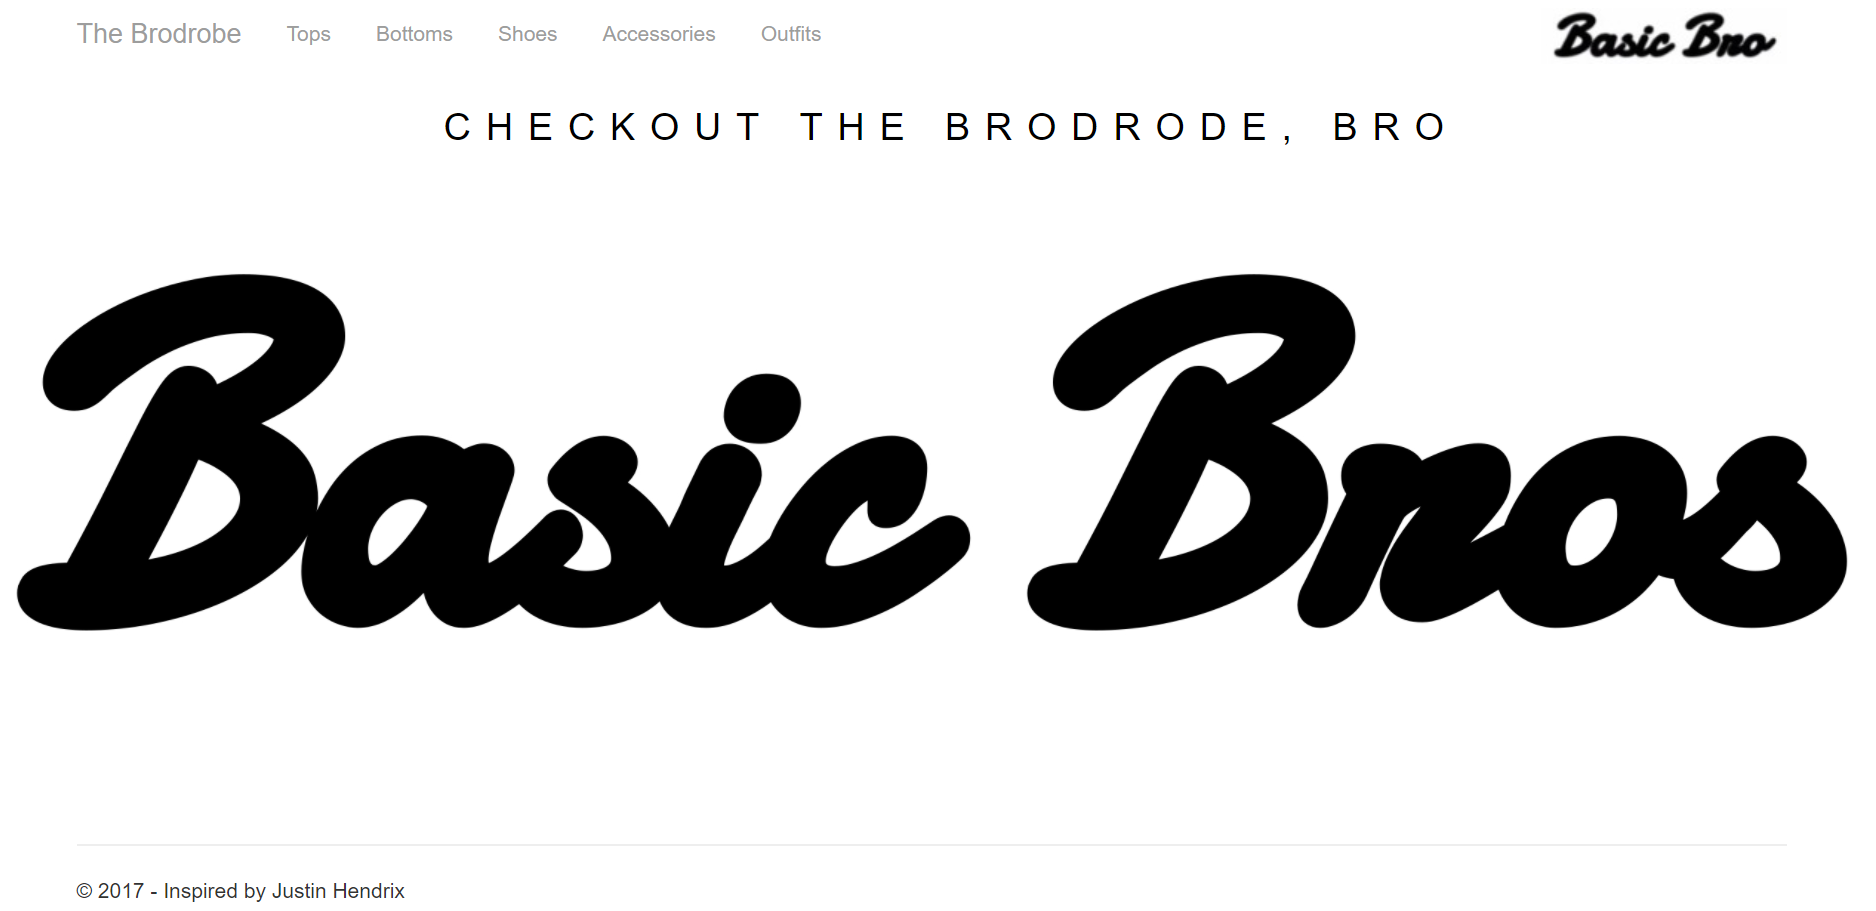 The Brodrobe Tops Bottoms Shoes Accessories Outfits Basic Bro
CHECKOUT THE BRODRODE, BRO
Basic Bros
© 2017 - Inspired by Justin Hendrix